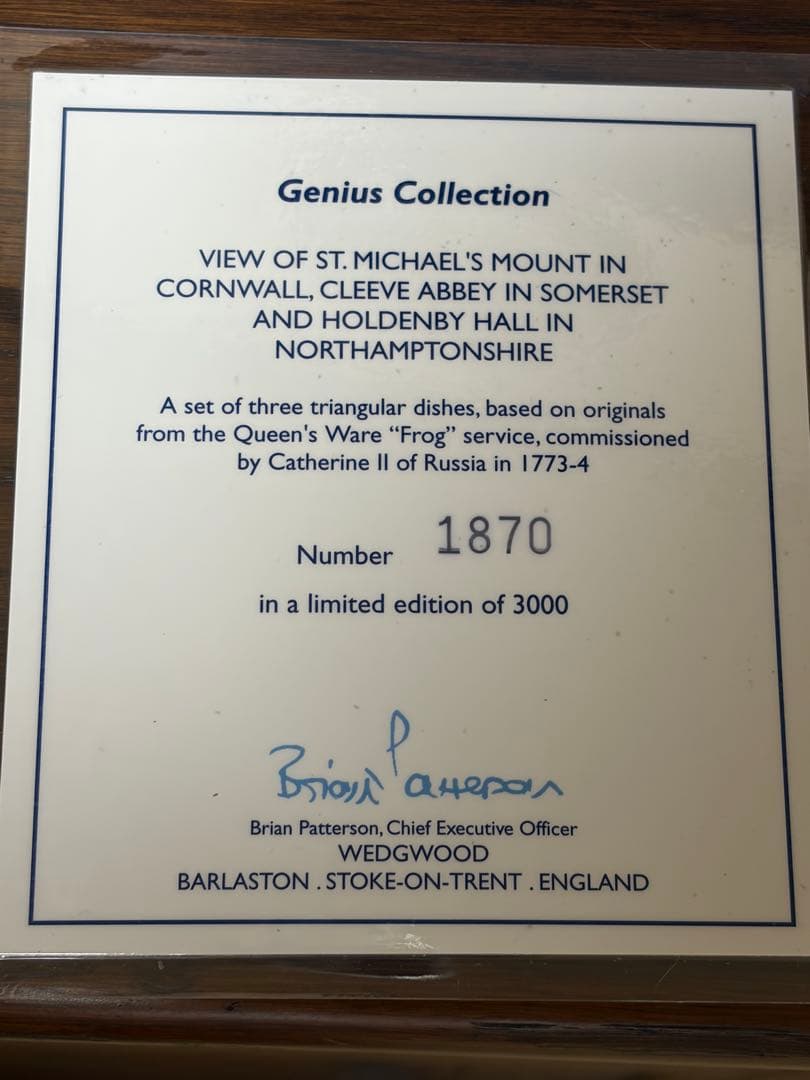 Genius Collection
VIEW OF ST. MICHAEL'S MOUNT IN
CORNWALL, CLEEVE ABBEY IN SOMERSET
AND HOLDENBY HALL IN
NORTHAMPTONSHIRE
A set of three triangular dishes, based on originals
from the Queen's Ware “Frog” service, commissioned
by Catherine II of Russia in 1773-4
Number 1870
in a limited edition of 3000
Brian Patterson
Brian Patterson, Chief Executive Officer
WEDGWOOD
BARLASTON . STOKE-ON-TRENT . ENGLAND